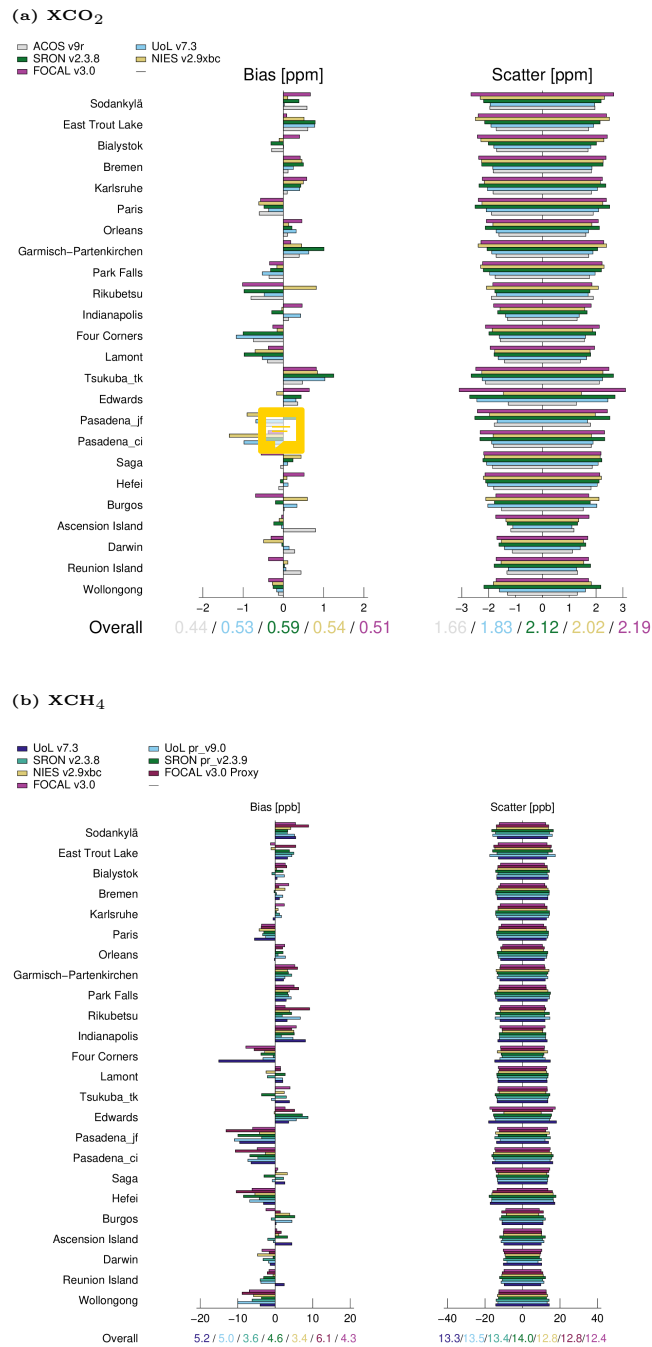 (a) XCO₂
ACOS v9r
UoL v7.3
SRON v2.3.8
NIES v2.9xbc
FOCAL v3.0
Bias [ppm]
Scatter [ppm]
Sodankylä
East Trout Lake
Bialystok
Bremen
Karlsruhe
Paris
Orleans
Garmisch−Partenkirchen
Park Falls
Rikubetsu
Indianapolis
Four Corners
Lamont
Tsukuba_tk
Edwards
Pasadena_jf
Pasadena_ci
Saga
Hefei
Burgos
Ascension Island
Darwin
Reunion Island
Wollongong
−2 −1 0 1 2
−3 −2 −1 0 1 2 3
Overall 0.44 / 0.53 / 0.59 / 0.54 / 0.51 1.66 / 1.83 / 2.12 / 2.02 / 2.19
(b) XCH₄
UoL v7.3
UoL pr_v9.0
SRON v2.3.8
SRON pr_v2.3.9
NIES v2.9xbc
FOCAL v3.0 Proxy
FOCAL v3.0
Bias [ppb]
Scatter [ppb]
Sodankylä
East Trout Lake
Bialystok
Bremen
Karlsruhe
Paris
Orleans
Garmisch−Partenkirchen
Park Falls
Rikubetsu
Indianapolis
Four Corners
Lamont
Tsukuba_tk
Edwards
Pasadena_jf
Pasadena_ci
Saga
Hefei
Burgos
Ascension Island
Darwin
Reunion Island
Wollongong
−20 −10 0 10 20
−40 −20 0 20 40
Overall 5.2 / 5.0 / 3.6 / 4.6 / 3.4 / 6.1 / 4.3 13.3/13.5/13.4/14.0/12.8/12.8/12.4